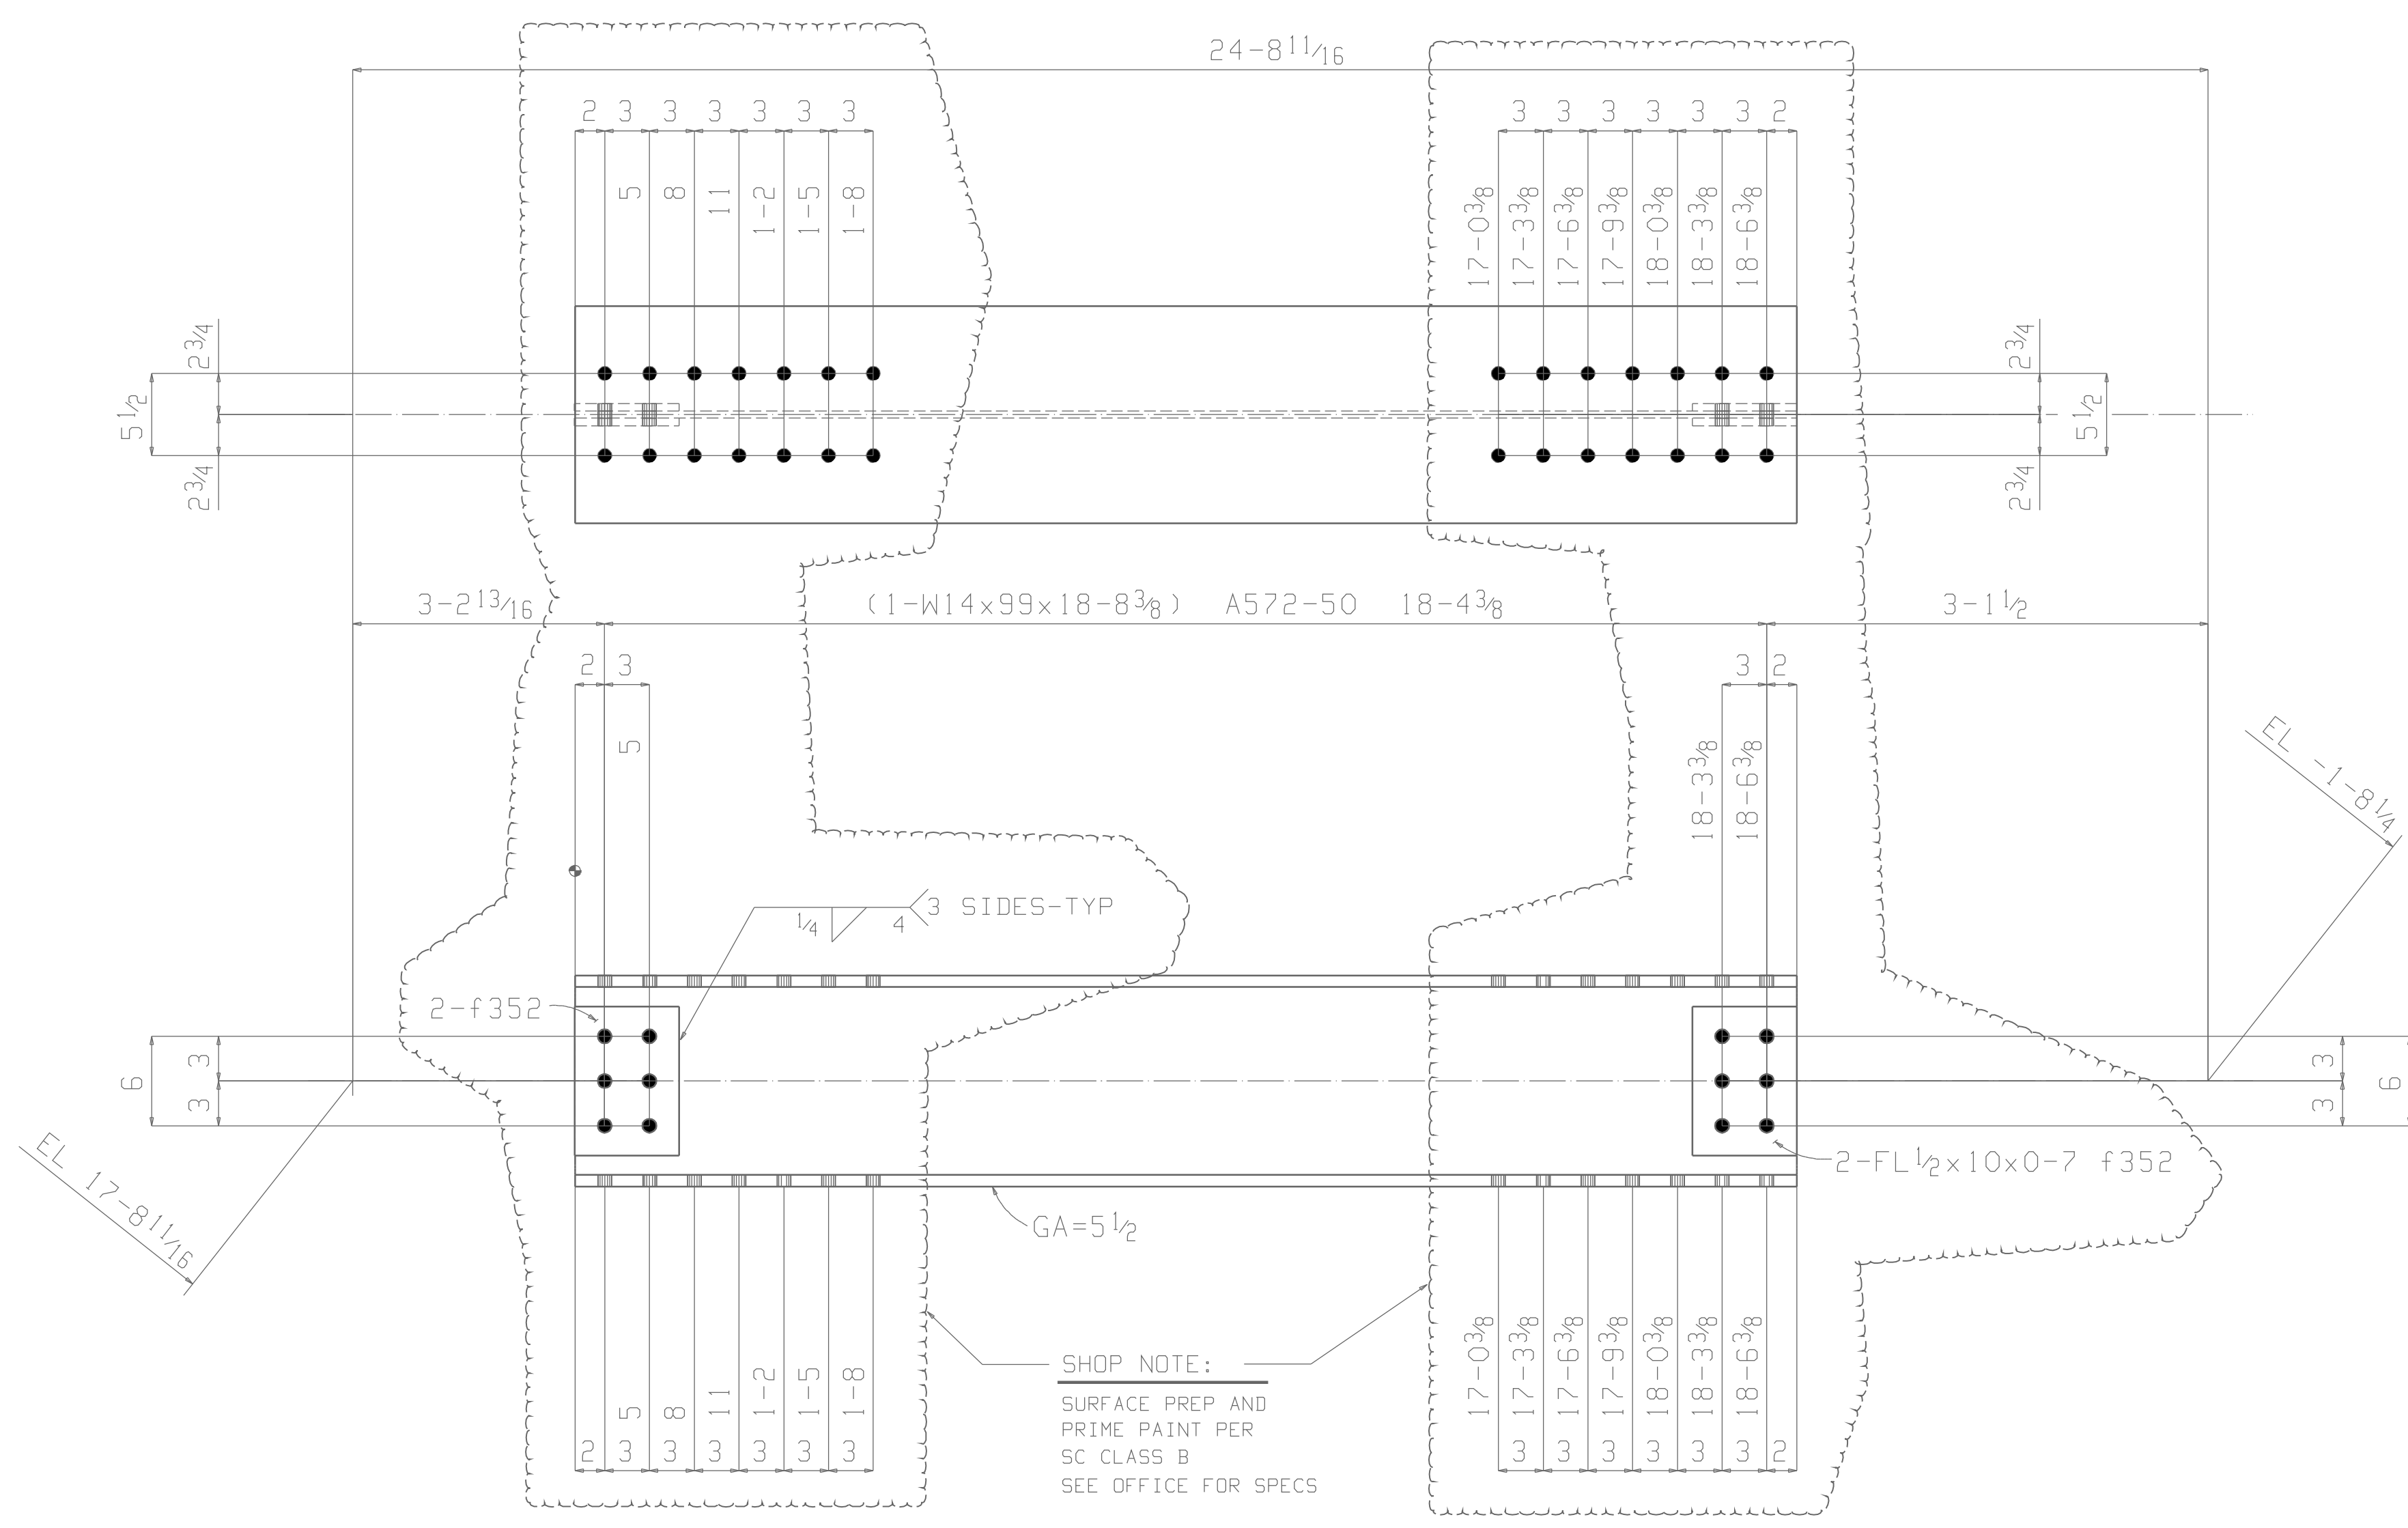 24-8 11/16
2 3 3 3 3 3 3
3 3 3 3 3 3 2
5 8 11 1-2 1-5 1-8
17-0 3/8 17-3 3/8 17-6 3/8 17-9 3/8 18-0 3/8 18-3 3/8 18-6 3/8
2 3/4
5 1/2
2 3/4
2 3/4
5 1/2
2 3/4
3-2 13/16
(1-W14x99x18-8 3/8) A572-50 18-4 3/8
3-1 1/2
2 3
3 2
5
18-3 3/8 18-6 3/8
EL -1-8 1/4
1/4 4 3 SIDES-TYP
2-f352
6
3
3
3
3
6
2-FL 1/2x10x0-7 f352
EL 17-8 11/16
GA=5 1/2
SHOP NOTE:
SURFACE PREP AND
PRIME PAINT PER
SC CLASS B
SEE OFFICE FOR SPECS
5 8 11 1-2 1-5 1-8
17-0 3/8 17-3 3/8 17-6 3/8 17-9 3/8 18-0 3/8 18-3 3/8 18-6 3/8
2 3 3 3 3 3 3
3 3 3 3 3 3 2